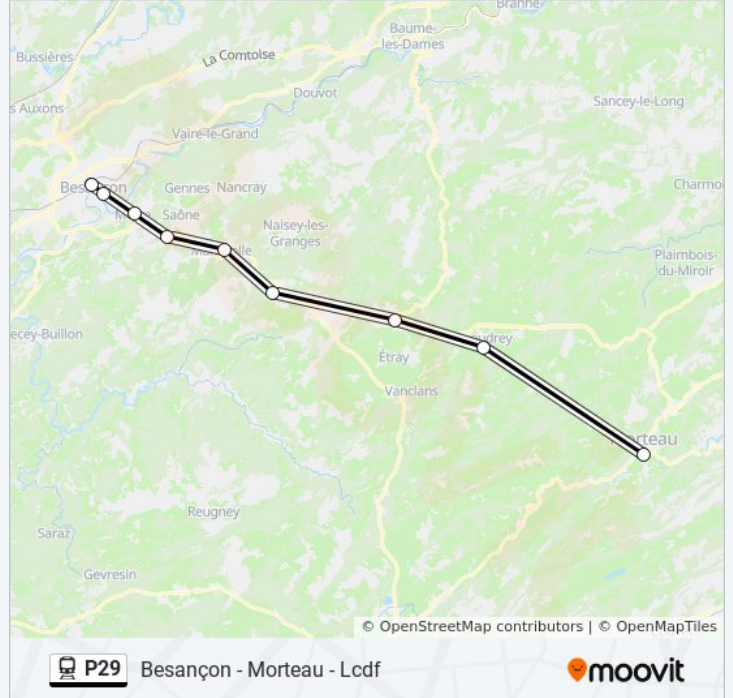 Branne
Baume-
les-Dames
Bussières
La Comtoise
Douvot
s Auxons
Sancey-le-Long
Vaire-le-Grand
Gennes
Nancray
Charmoi
Saône
Naisey-les-
Granges
Plaimbois-
du-Miroir
ecey-Buillon
Étray
Vanclans
Reugney
Saraz
Gevresin
© OpenStreetMap contributors | © OpenMapTiles
P29
Besançon - Morteau - Lcdf
moovit